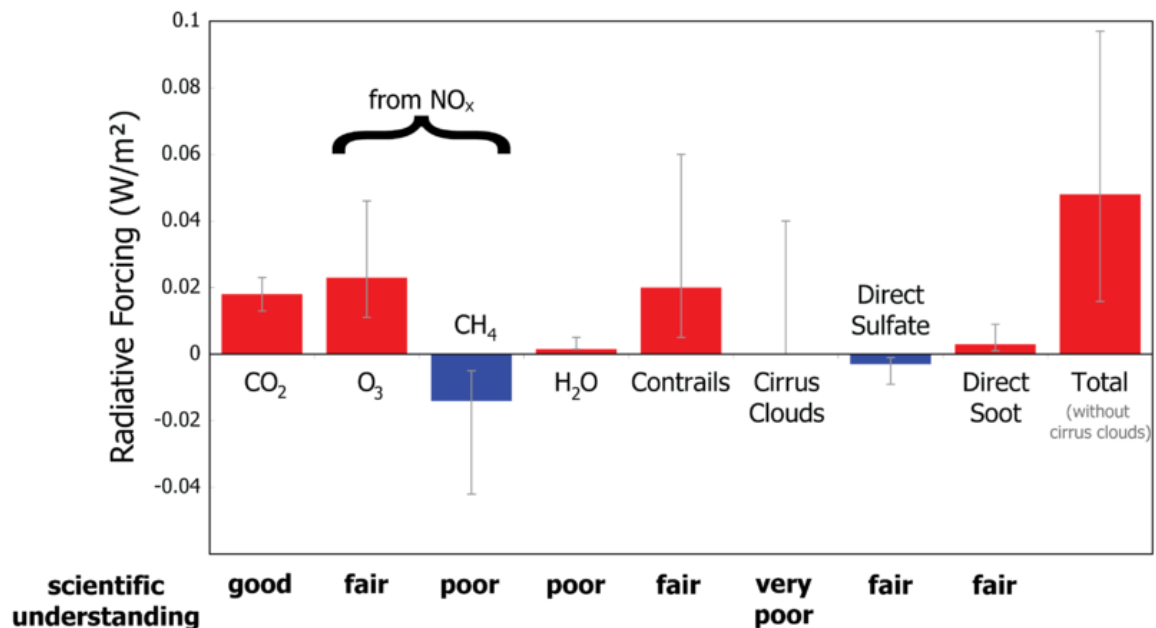 Radiative Forcing (W/m²)
0.1
0.08
0.06
0.04
0.02
0
-0.02
-0.04
from NOₓ
CO₂
O₃
CH₄
H₂O
Contrails
Cirrus
Clouds
Direct
Sulfate
Direct
Soot
Total
(without
cirrus clouds)
scientific
understanding
good
fair
poor
poor
fair
very
poor
fair
fair